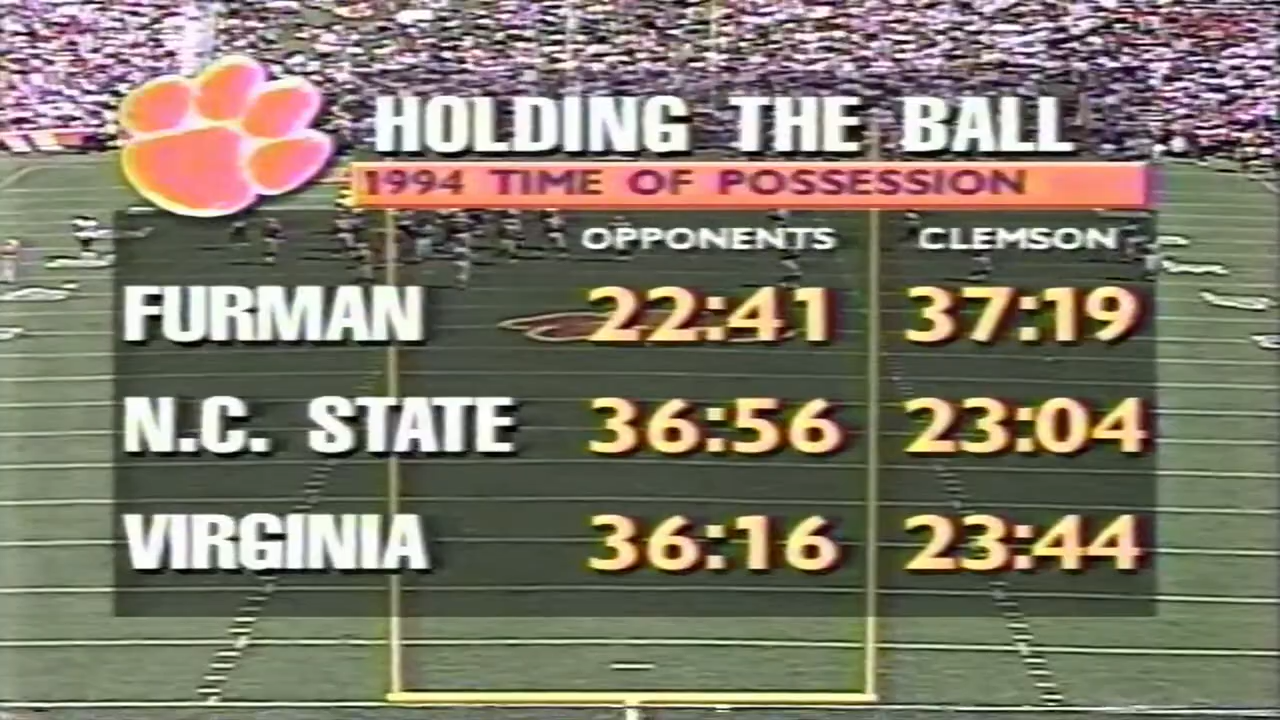 HOLDING THE BALL
1994 TIME OF POSSESSION
OPPONENTS CLEMSON
FURMAN 22:41 37:19
N.C. STATE 36:56 23:04
VIRGINIA 36:16 23:44